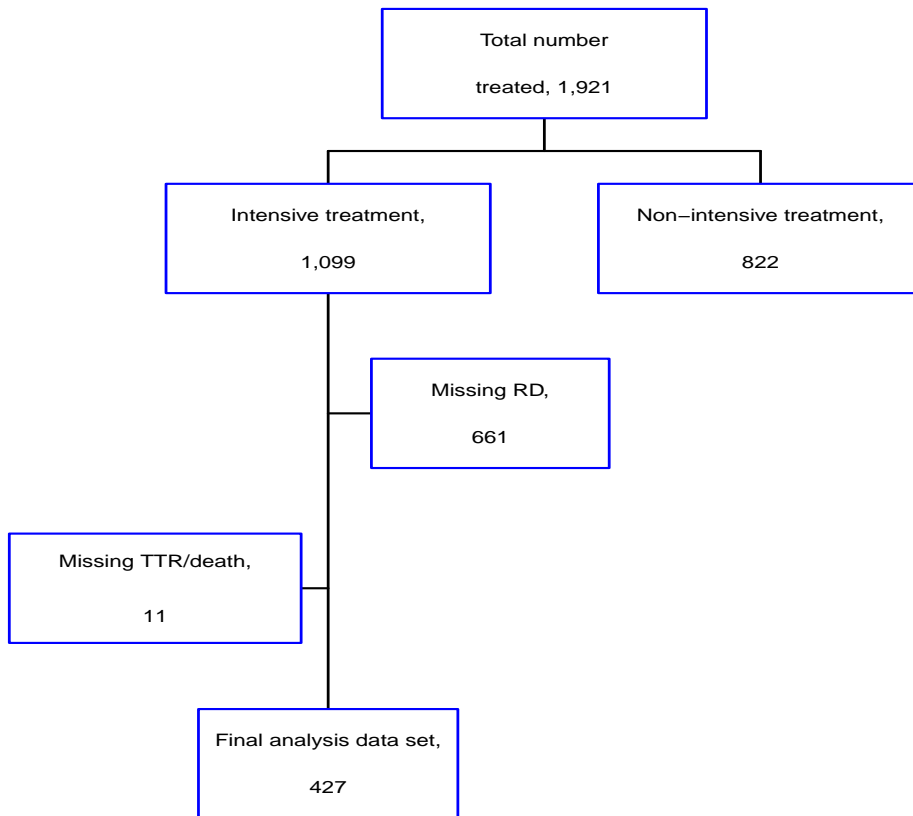 Total number
treated, 1,921
Intensive treatment,
1,099
Non−intensive treatment,
822
Missing RD,
661
Missing TTR/death,
11
Final analysis data set,
427